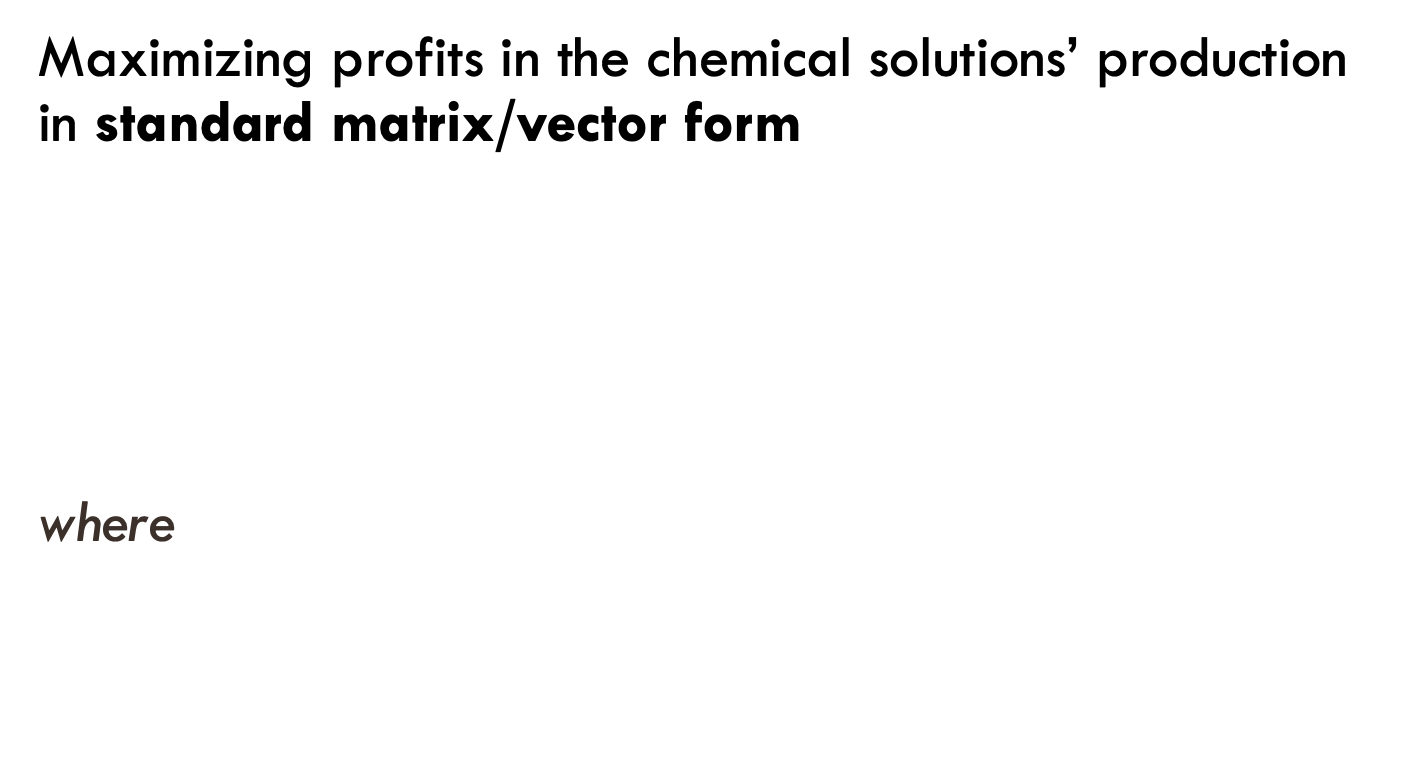 Maximizing profits in the chemical solutions’ production
in standard matrix/vector form
where